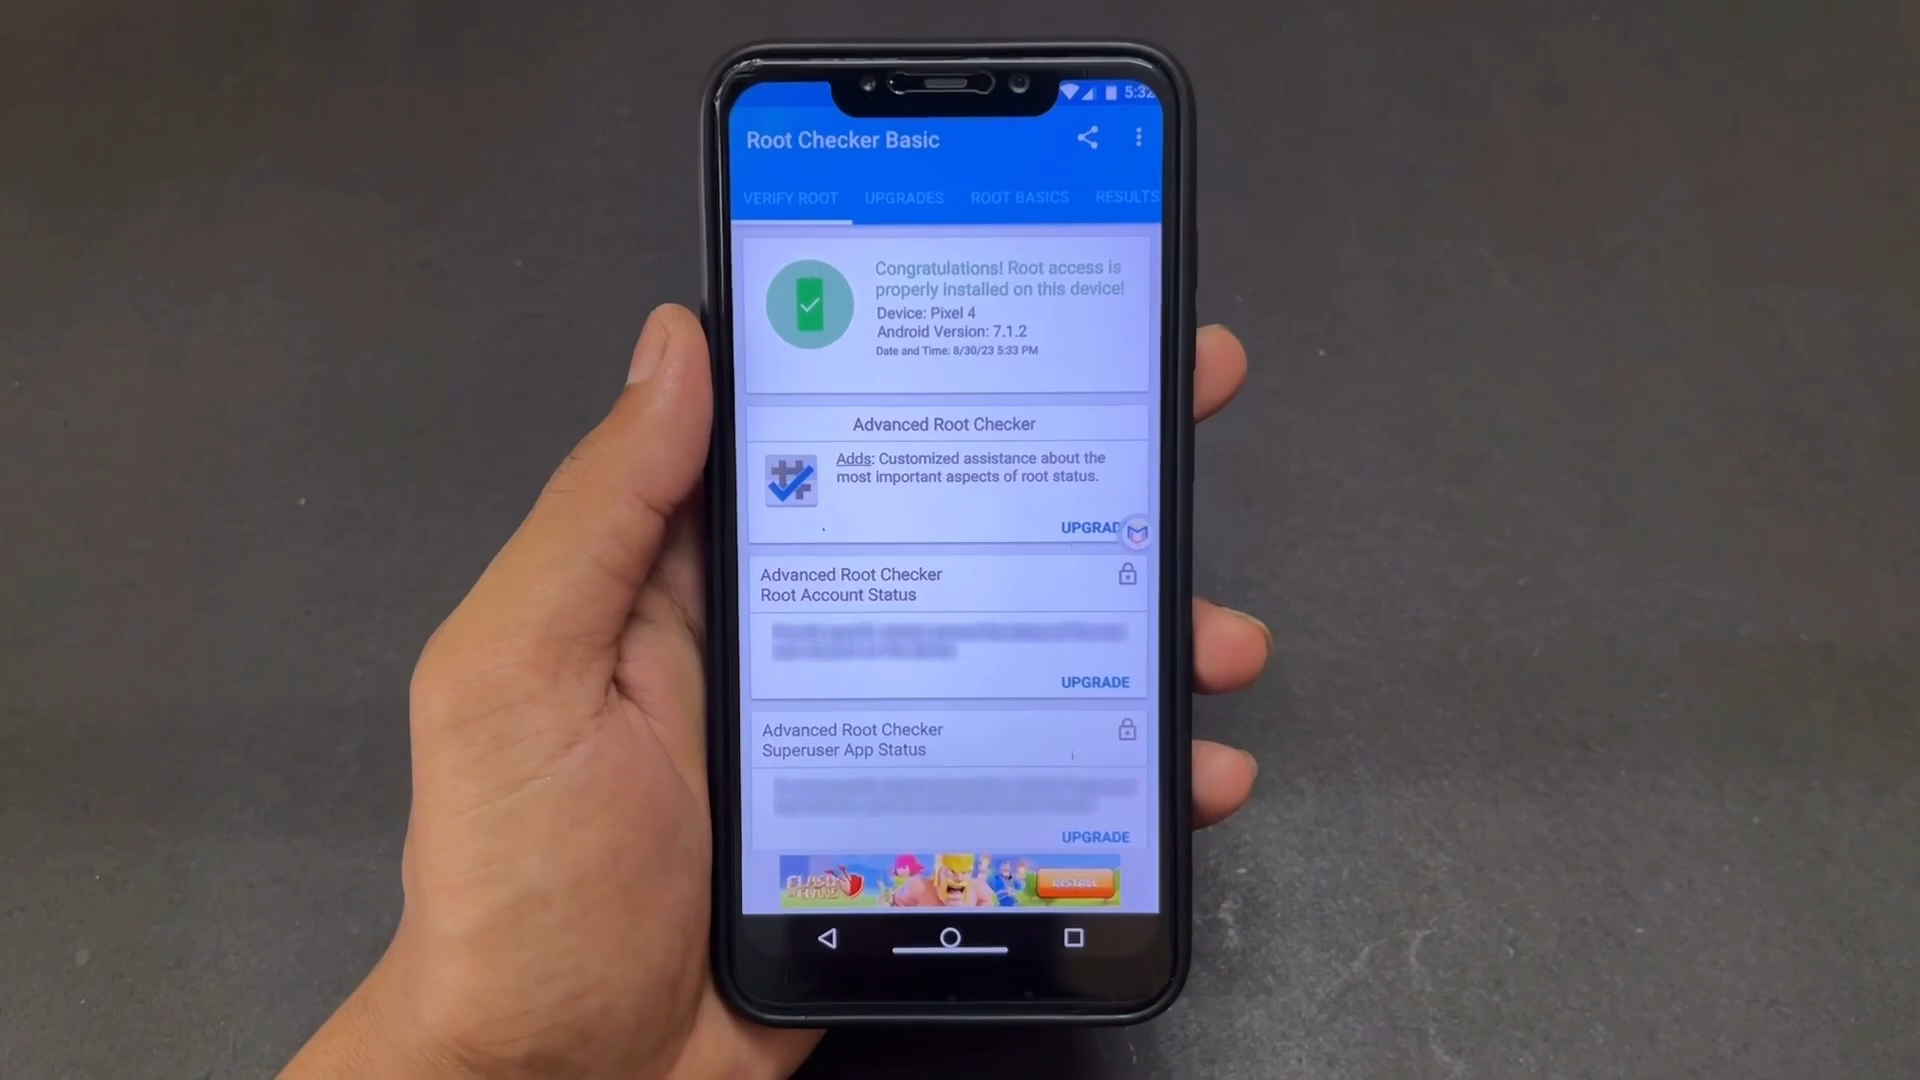 5:32
Root Checker Basic
VERIFY ROOT UPGRADES ROOT BASICS RESULTS
Congratulations! Root access is
properly installed on this device!
Device: Pixel 4
Android Version: 7.1.2
Date and Time: 8/30/23 5:33 PM
Advanced Root Checker
Adds: Customized assistance about the
most important aspects of root status.
UPGRAD
Advanced Root Checker
Root Account Status
UPGRADE
Advanced Root Checker
Superuser App Status
UPGRADE
INSTALL